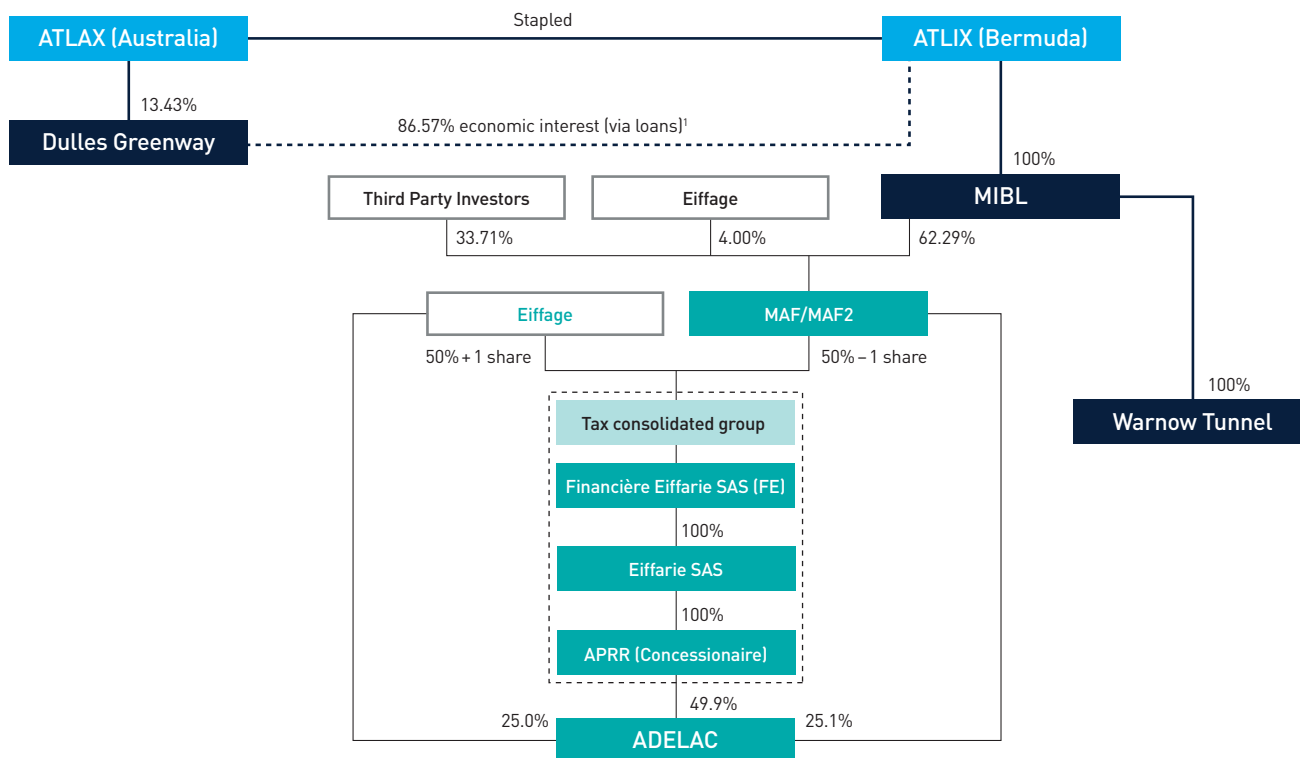 Stapled
ATLAX (Australia)
ATLIX (Bermuda)
13.43%
Dulles Greenway
86.57% economic interest (via loans)¹
100%
MIBL
Third Party Investors
Eiffage
33.71%
4.00%
62.29%
Eiffage
MAF/MAF2
50% + 1 share
50% – 1 share
100%
Warnow Tunnel
Tax consolidated group
Financière Eiffarie SAS (FE)
100%
Eiffarie SAS
100%
APRR (Concessionaire)
49.9%
25.0%
25.1%
ADELAC